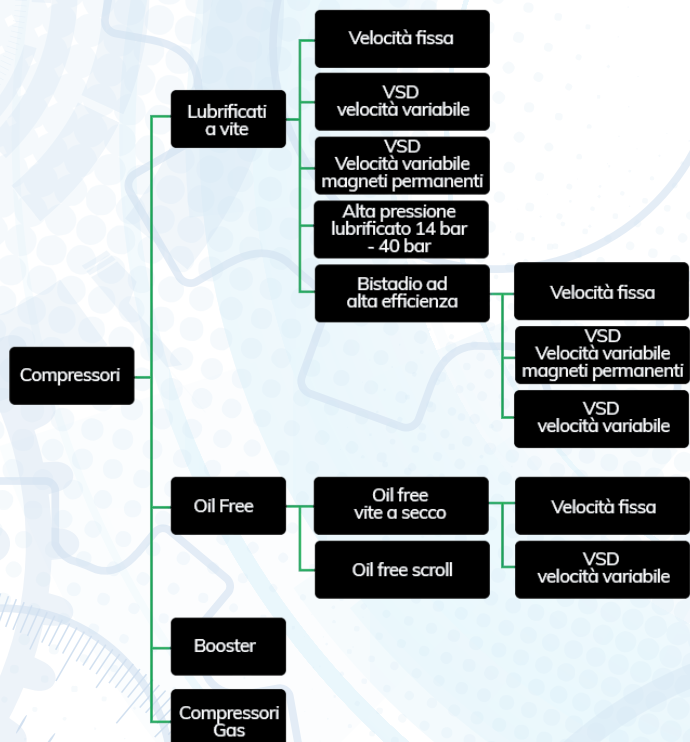 Compressori
Lubrificati
a vite
Velocità fissa
VSD
velocità variabile
VSD
Velocità variabile
magneti permanenti
Alta pressione
lubrificato 14 bar
- 40 bar
Bistadio ad
alta efficienza
Velocità fissa
VSD
Velocità variabile
magneti permanenti
VSD
velocità variabile
Oil Free
Oil free
vite a secco
Velocità fissa
VSD
velocità variabile
Oil free scroll
Booster
Compressori
Gas